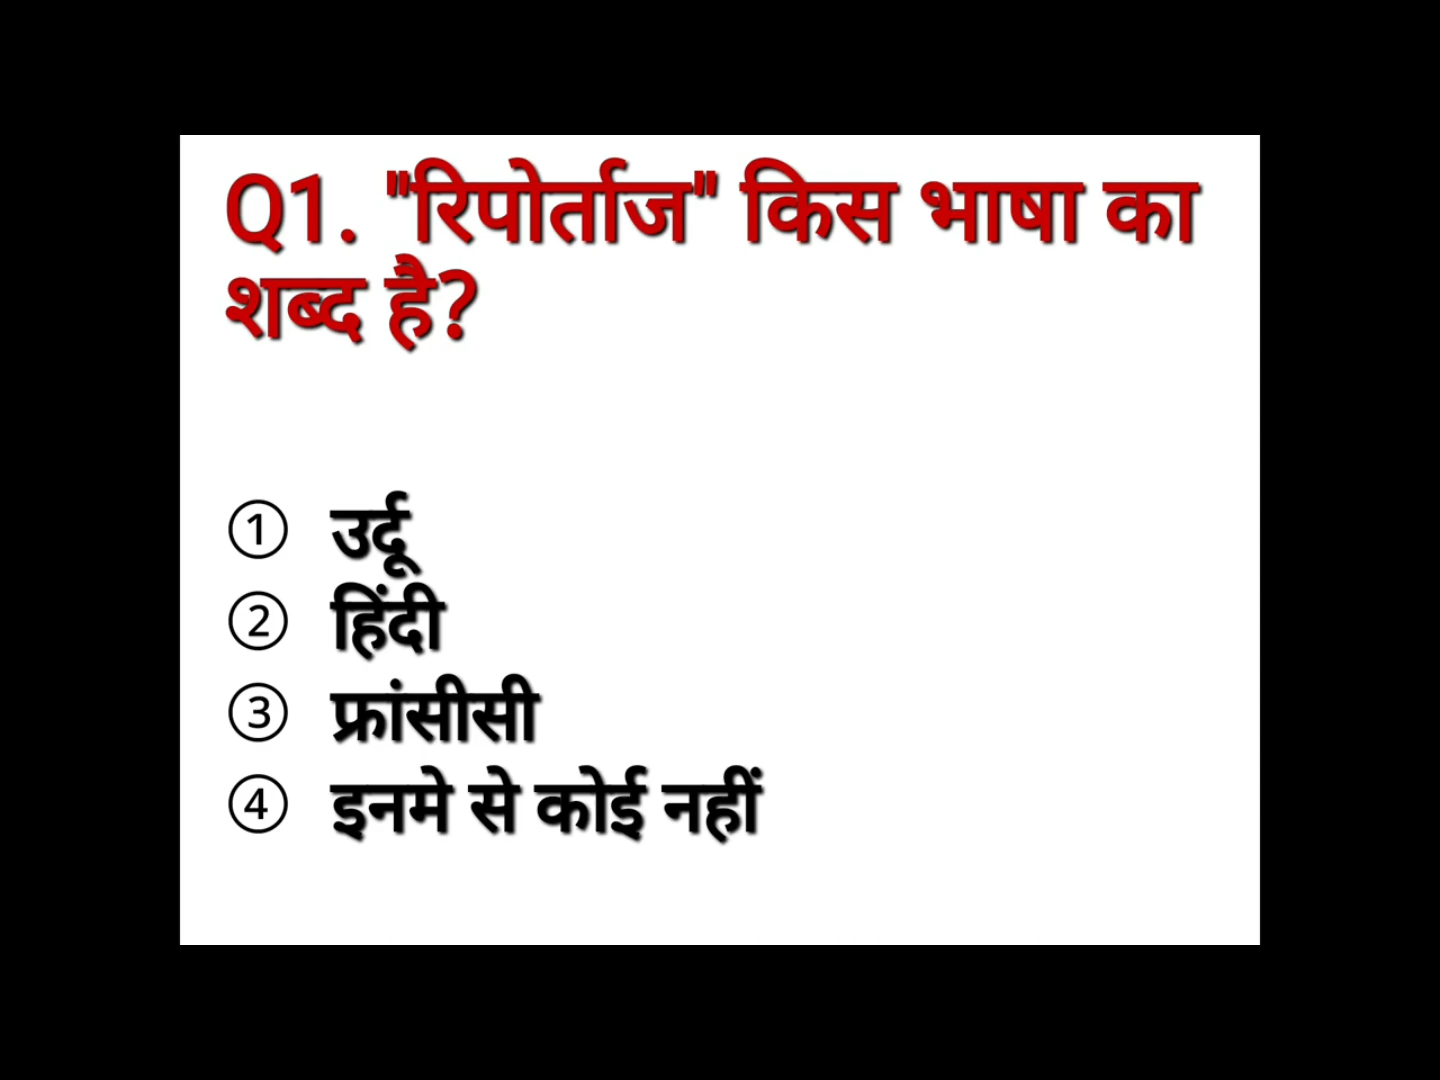 Q1. "रिपोर्ताज" किस भाषा का
शब्द है?
① उर्दू
② हिंदी
③ फ्रांसीसी
④ इनमे से कोई नहीं